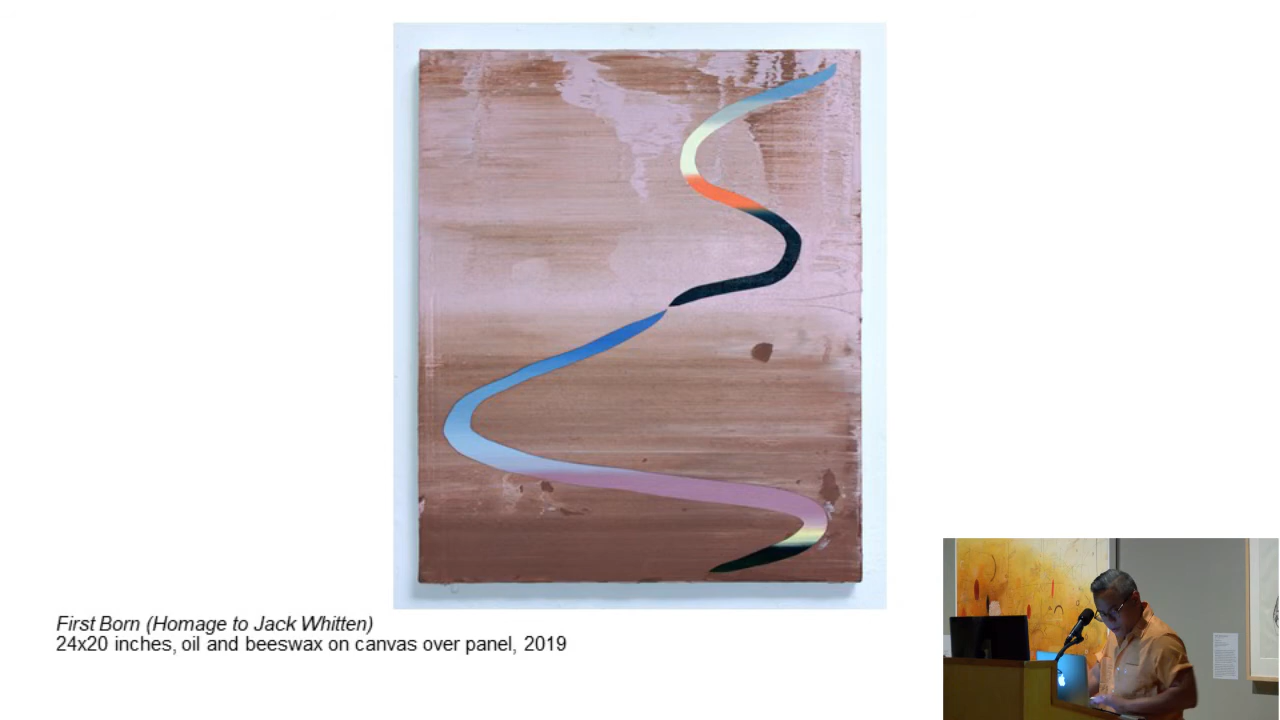 First Born (Homage to Jack Whitten)
24x20 inches, oil and beeswax on canvas over panel, 2019